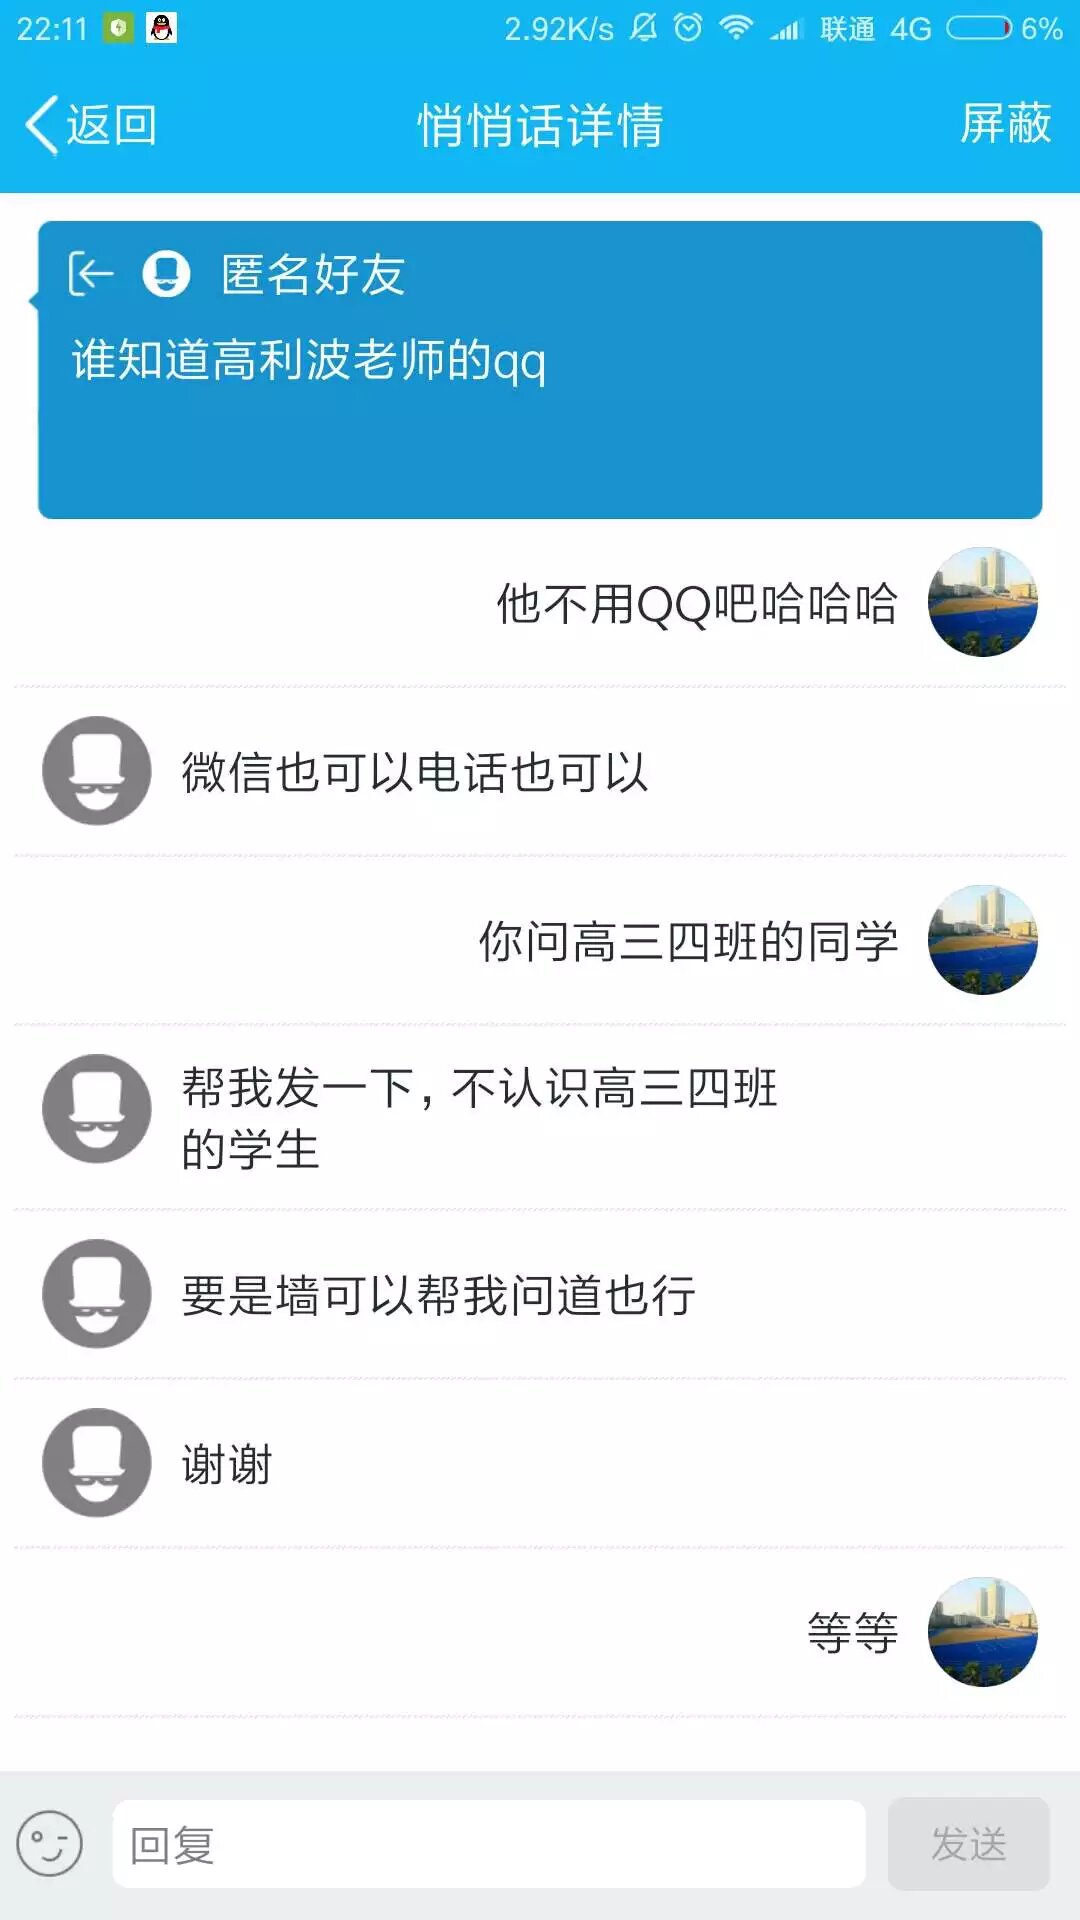 22:11 2.92K/s 联通 4G 6%
返回 悄悄话详情 屏蔽
匿名好友
谁知道高利波老师的qq
他不用QQ吧哈哈哈
微信也可以电话也可以
你问高三四班的同学
帮我发一下,不认识高三四班
的学生
要是墙可以帮我问道也行
谢谢
等等
回复 发送